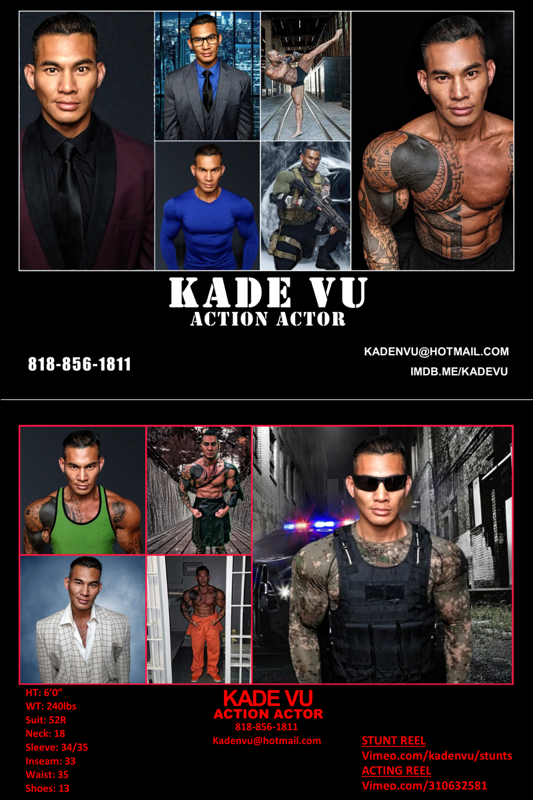 KADE VU
ACTION ACTOR
818-856-1811
KADENVU@HOTMAIL.COM
IMDB.ME/KADEVU
HT: 6'0"
WT: 240lbs
Suit: 52R
Neck: 18
Sleeve: 34/35
Inseam: 33
Waist: 35
Shoes: 13
KADE VU
ACTION ACTOR
818-856-1811
Kadenvu@hotmail.com
STUNT REEL
Vimeo.com/kadenvu/stunts
ACTING REEL
Vimeo.com/310632581